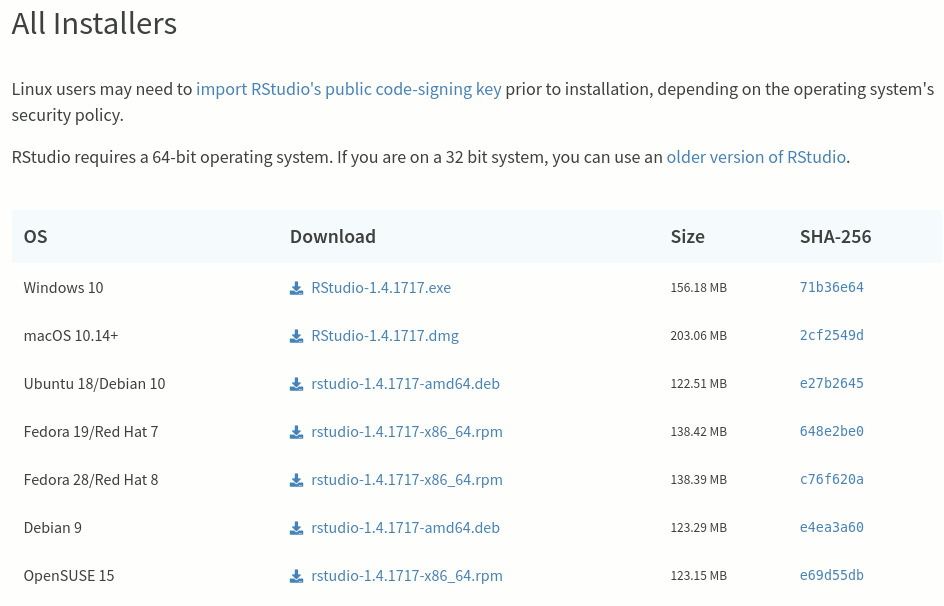 All Installers
Linux users may need to import RStudio's public code-signing key prior to installation, depending on the operating system's
security policy.
RStudio requires a 64-bit operating system. If you are on a 32 bit system, you can use an older version of RStudio.
OS Download Size SHA-256
Windows 10 RStudio-1.4.1717.exe 156.18 MB 71b36e64
macOS 10.14+ RStudio-1.4.1717.dmg 203.06 MB 2cf2549d
Ubuntu 18/Debian 10 rstudio-1.4.1717-amd64.deb 122.51 MB e27b2645
Fedora 19/Red Hat 7 rstudio-1.4.1717-x86_64.rpm 138.42 MB 648e2be0
Fedora 28/Red Hat 8 rstudio-1.4.1717-x86_64.rpm 138.39 MB c76f620a
Debian 9 rstudio-1.4.1717-amd64.deb 123.29 MB e4ea3a60
OpenSUSE 15 rstudio-1.4.1717-x86_64.rpm 123.15 MB e69d55db